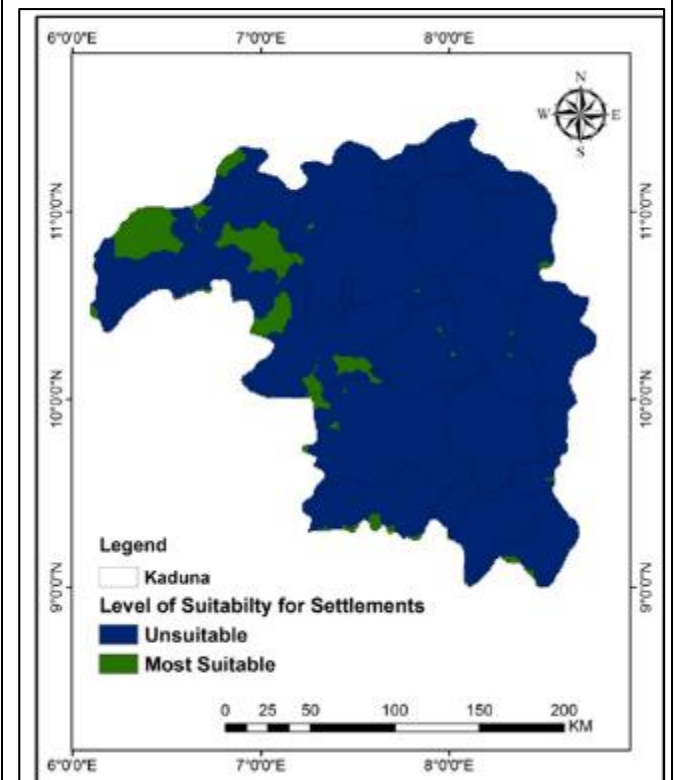 6°0'0"E 7°0'0"E 8°0'0"E
N
W E
S
11°0'0"N 11°0'0"N
10°0'0"N 10°0'0"N
9°0'0"N 9°0'0"N
Legend
Kaduna
Level of Suitabilty for Settlements
Unsuitable
Most Suitable
0 25 50 100 150 200
KM
6°0'0"E 7°0'0"E 8°0'0"E